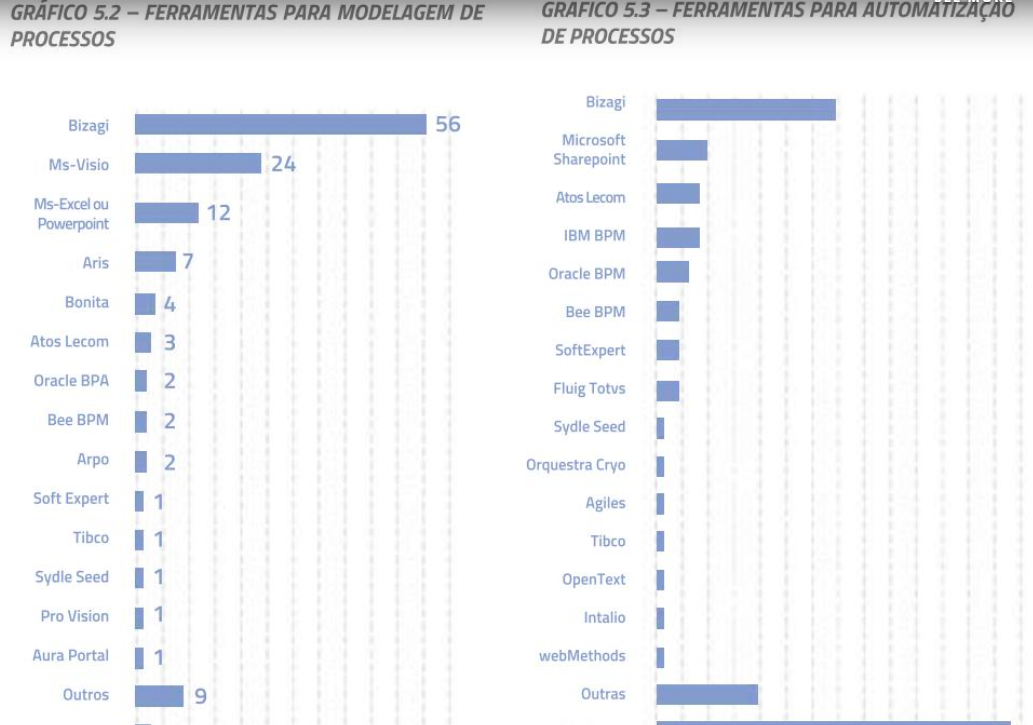 GRÁFICO 5.2 – FERRAMENTAS PARA MODELAGEM DE
PROCESSOS
Bizagi 56
Ms-Visio 24
Ms-Excel ou
Powerpoint 12
Aris 7
Bonita 4
Atos Lecom 3
Oracle BPA 2
Bee BPM 2
Arpo 2
Soft Expert 1
Tibco 1
Sydle Seed 1
Pro Vision 1
Aura Portal 1
Outros 9
GRÁFICO 5.3 – FERRAMENTAS PARA AUTOMATIZAÇÃO
DE PROCESSOS
Bizagi
Microsoft
Sharepoint
Atos Lecom
IBM BPM
Oracle BPM
Bee BPM
SoftExpert
Fluig Totvs
Sydle Seed
Orquestra Cryo
Agiles
Tibco
OpenText
Intalio
webMethods
Outras